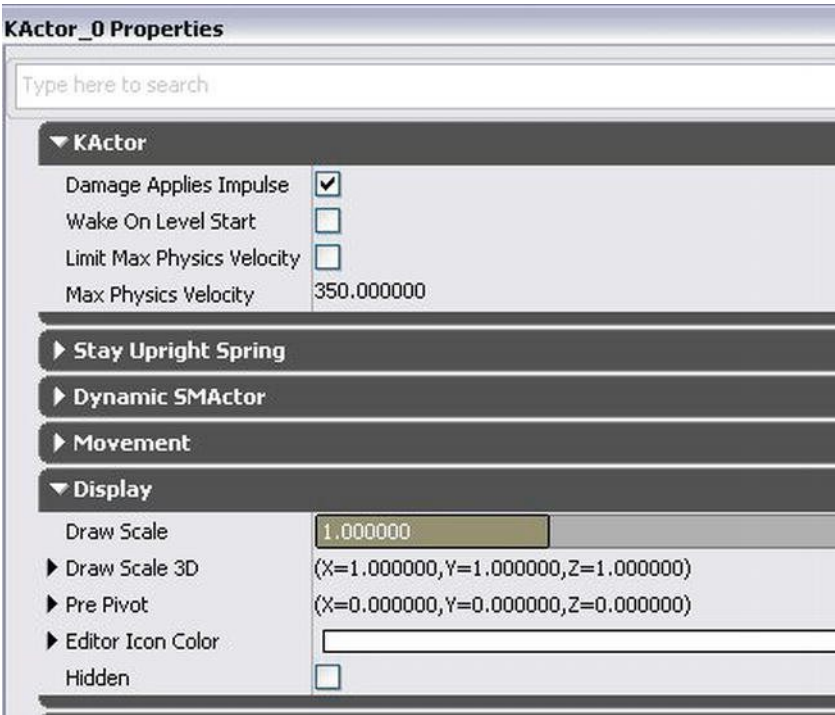 KActor_0 Properties
Type here to search
KActor
Damage Applies Impulse
Wake On Level Start
Limit Max Physics Velocity
Max Physics Velocity 350.000000
Stay Upright Spring
Dynamic SMActor
Movement
Display
Draw Scale 1.000000
Draw Scale 3D (X=1.000000,Y=1.000000,Z=1.000000)
Pre Pivot (X=0.000000,Y=0.000000,Z=0.000000)
Editor Icon Color
Hidden